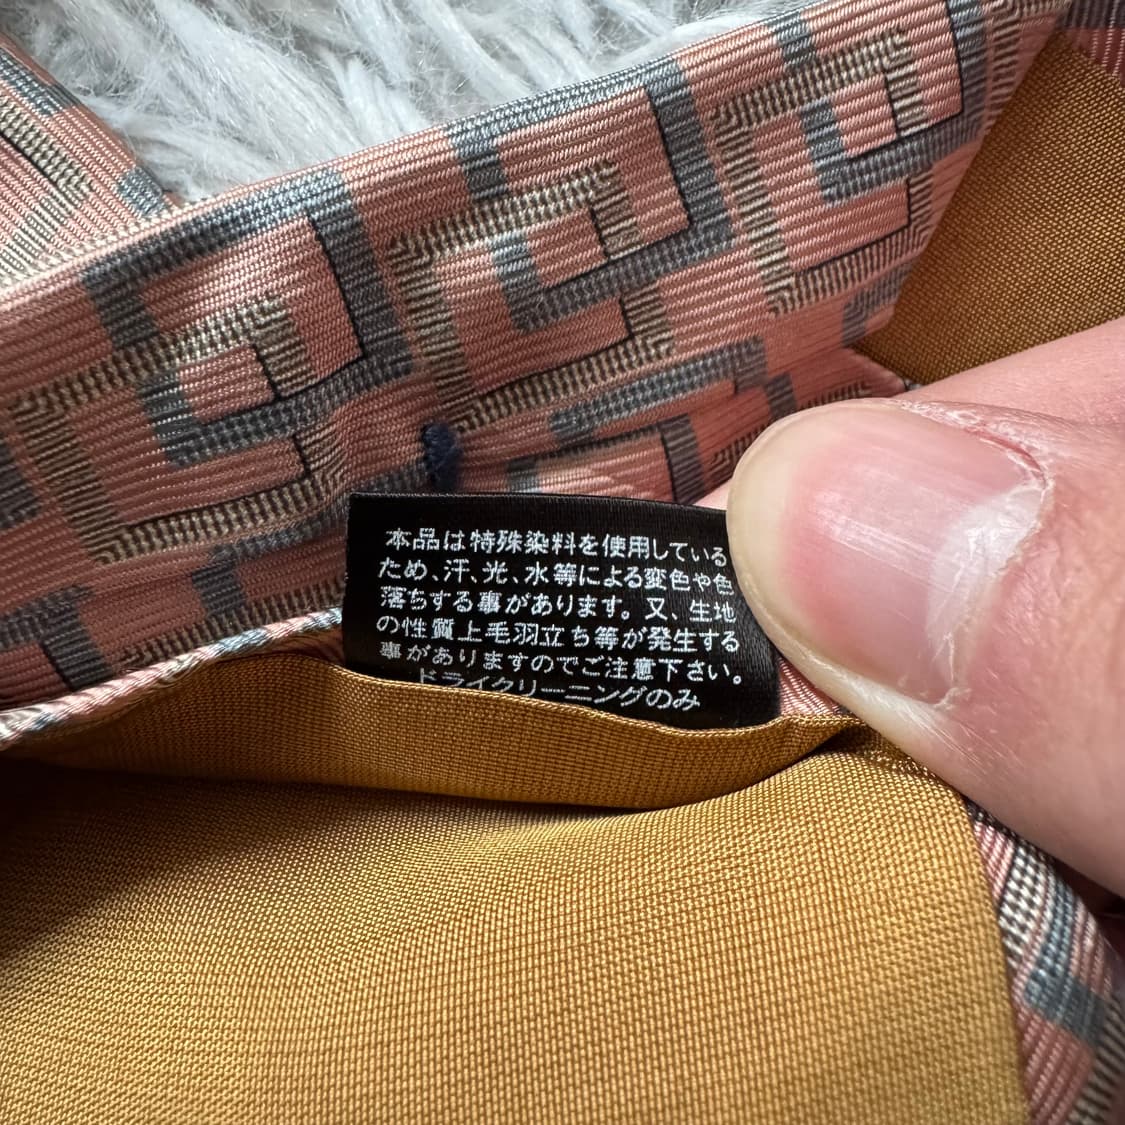 本品は特殊染料を使用している
ため、汗、光、水等による変色や色
落ちする事があります。又、生地
の性質上毛羽立ち等が発生する
事がありますのでご注意下さい。
ドライクリーニングのみ